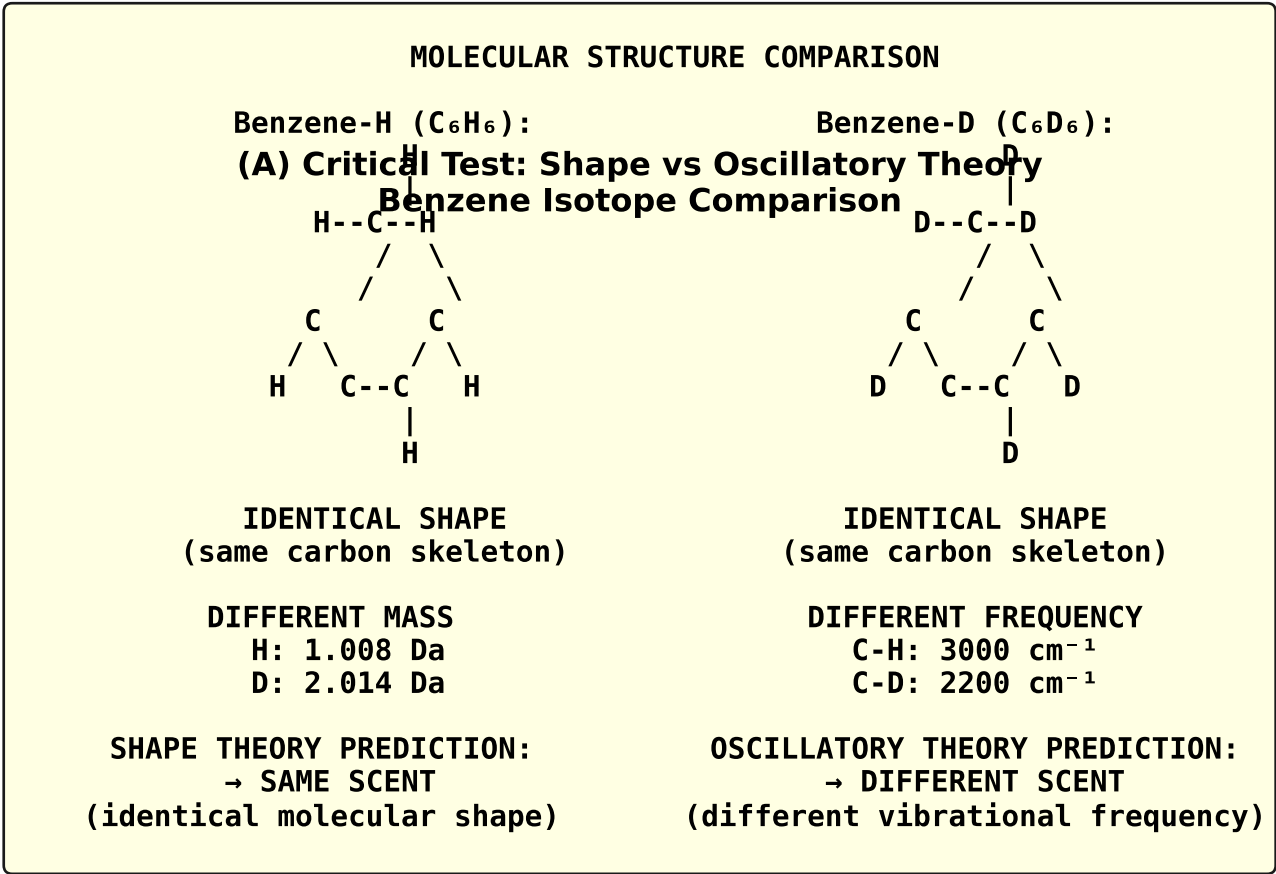 MOLECULAR STRUCTURE COMPARISON
Benzene-H (C₆H₆): Benzene-D (C₆D₆):
H D
(A) Critical Test: Shape vs Oscillatory Theory
| |
Benzene Isotope Comparison
H--C--H D--C--D
/ \ / \
/ \ / \
C C C C
/ \ / \ / \ / \
H C--C H D C--C D
| |
H D
IDENTICAL SHAPE IDENTICAL SHAPE
(same carbon skeleton) (same carbon skeleton)
DIFFERENT MASS DIFFERENT FREQUENCY
H: 1.008 Da C-H: 3000 cm⁻¹
D: 2.014 Da C-D: 2200 cm⁻¹
SHAPE THEORY PREDICTION: OSCILLATORY THEORY PREDICTION:
→ SAME SCENT → DIFFERENT SCENT
(identical molecular shape) (different vibrational frequency)